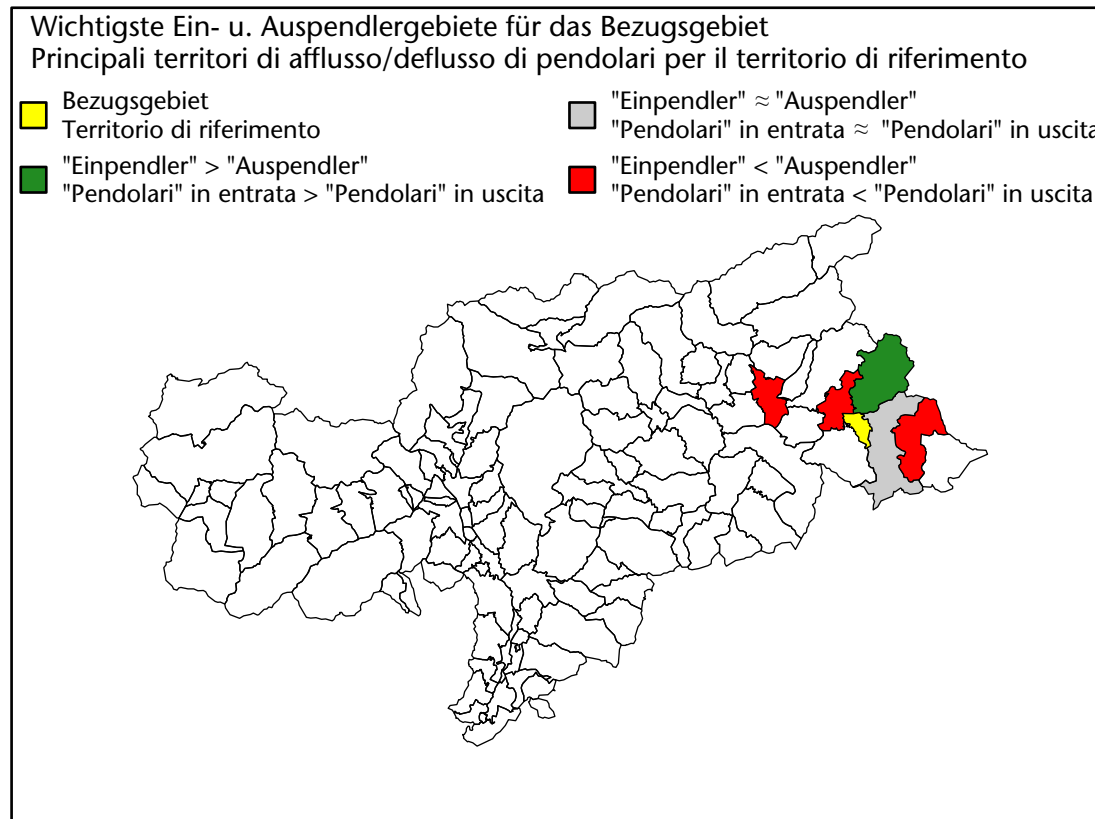 Wichtigste Ein- u. Auspendlergebiete für das Bezugsgebiet
Principali territori di afflusso/deflusso di pendolari per il territorio di riferimento
Bezugsgebiet
Territorio di riferimento
"Einpendler" > "Auspendler"
"Pendolari" in entrata > "Pendolari" in uscita
"Einpendler" ≈ "Auspendler"
"Pendolari" in entrata ≈ "Pendolari" in uscita
"Einpendler" < "Auspendler"
"Pendolari" in entrata < "Pendolari" in uscita